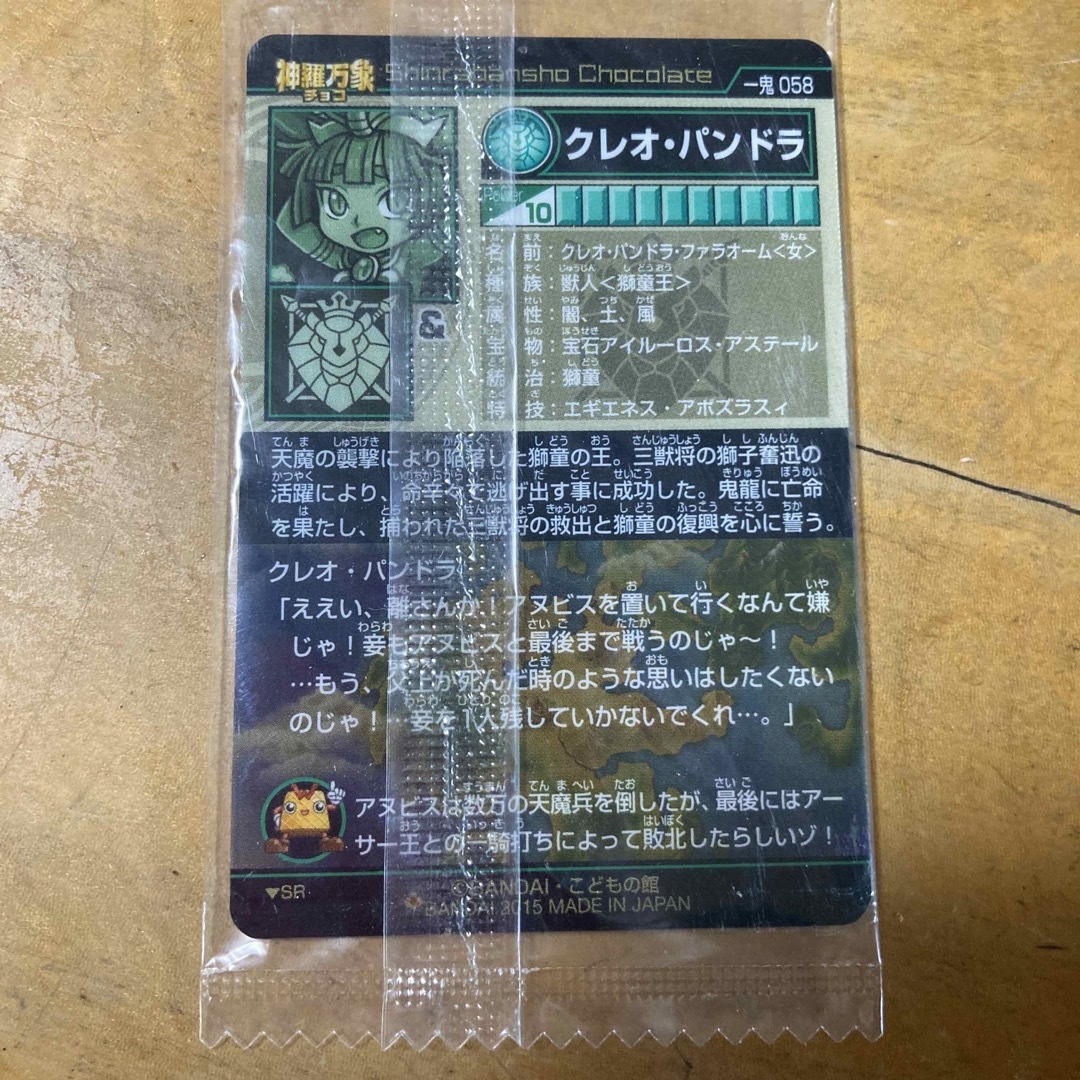 神羅万象
チョコ
Shinrabansho Chocolate
一鬼 058
クレオ・パンドラ
Power
10
&
名前：クレオ・パンドラ・ファラオーム<女>
種族：獣人<獅童王>
属性：闇、土、風
宝物：宝石アイルーロス・アステール
統治：獅童
特技：エギエネス・アポズラスィ
天魔の襲撃により陥落した獅童の王。三獣将の獅子奮迅の
活躍により、命辛々で逃げ出す事に成功した。鬼龍に亡命
を果たし、捕われた三獣将の救出と獅童の復興を心に誓う。
クレオ・パンドラ
「ええい、離さんか！アヌビスを置いて行くなんて嫌
じゃ！妾もアヌビスと最後まで戦うのじゃ～！
…もう、父上が死んだ時のような思いはしたくない
のじゃ！…妾を1人残していかないでくれ…。」
アヌビスは数万の天魔兵を倒したが、最後にはアー
サー王との一騎打ちによって敗北したらしいゾ！
▼SR
©BANDAI・こどもの館
BANDAI 2015 MADE IN JAPAN